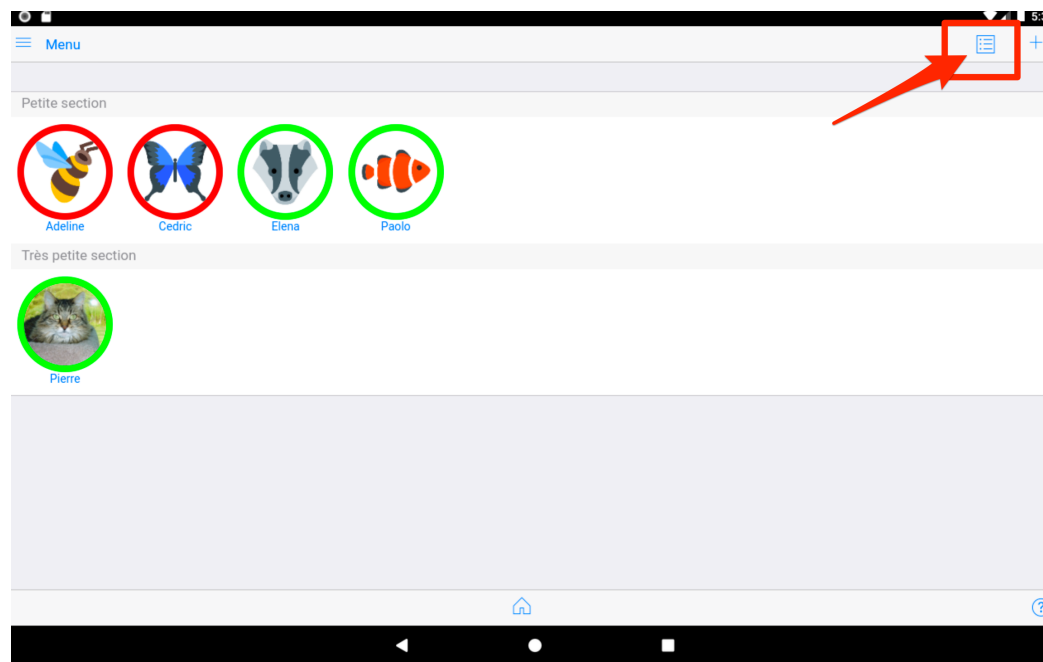 Menu
Petite section
Adeline
Cedric
Elena
Paolo
Très petite section
Pierre